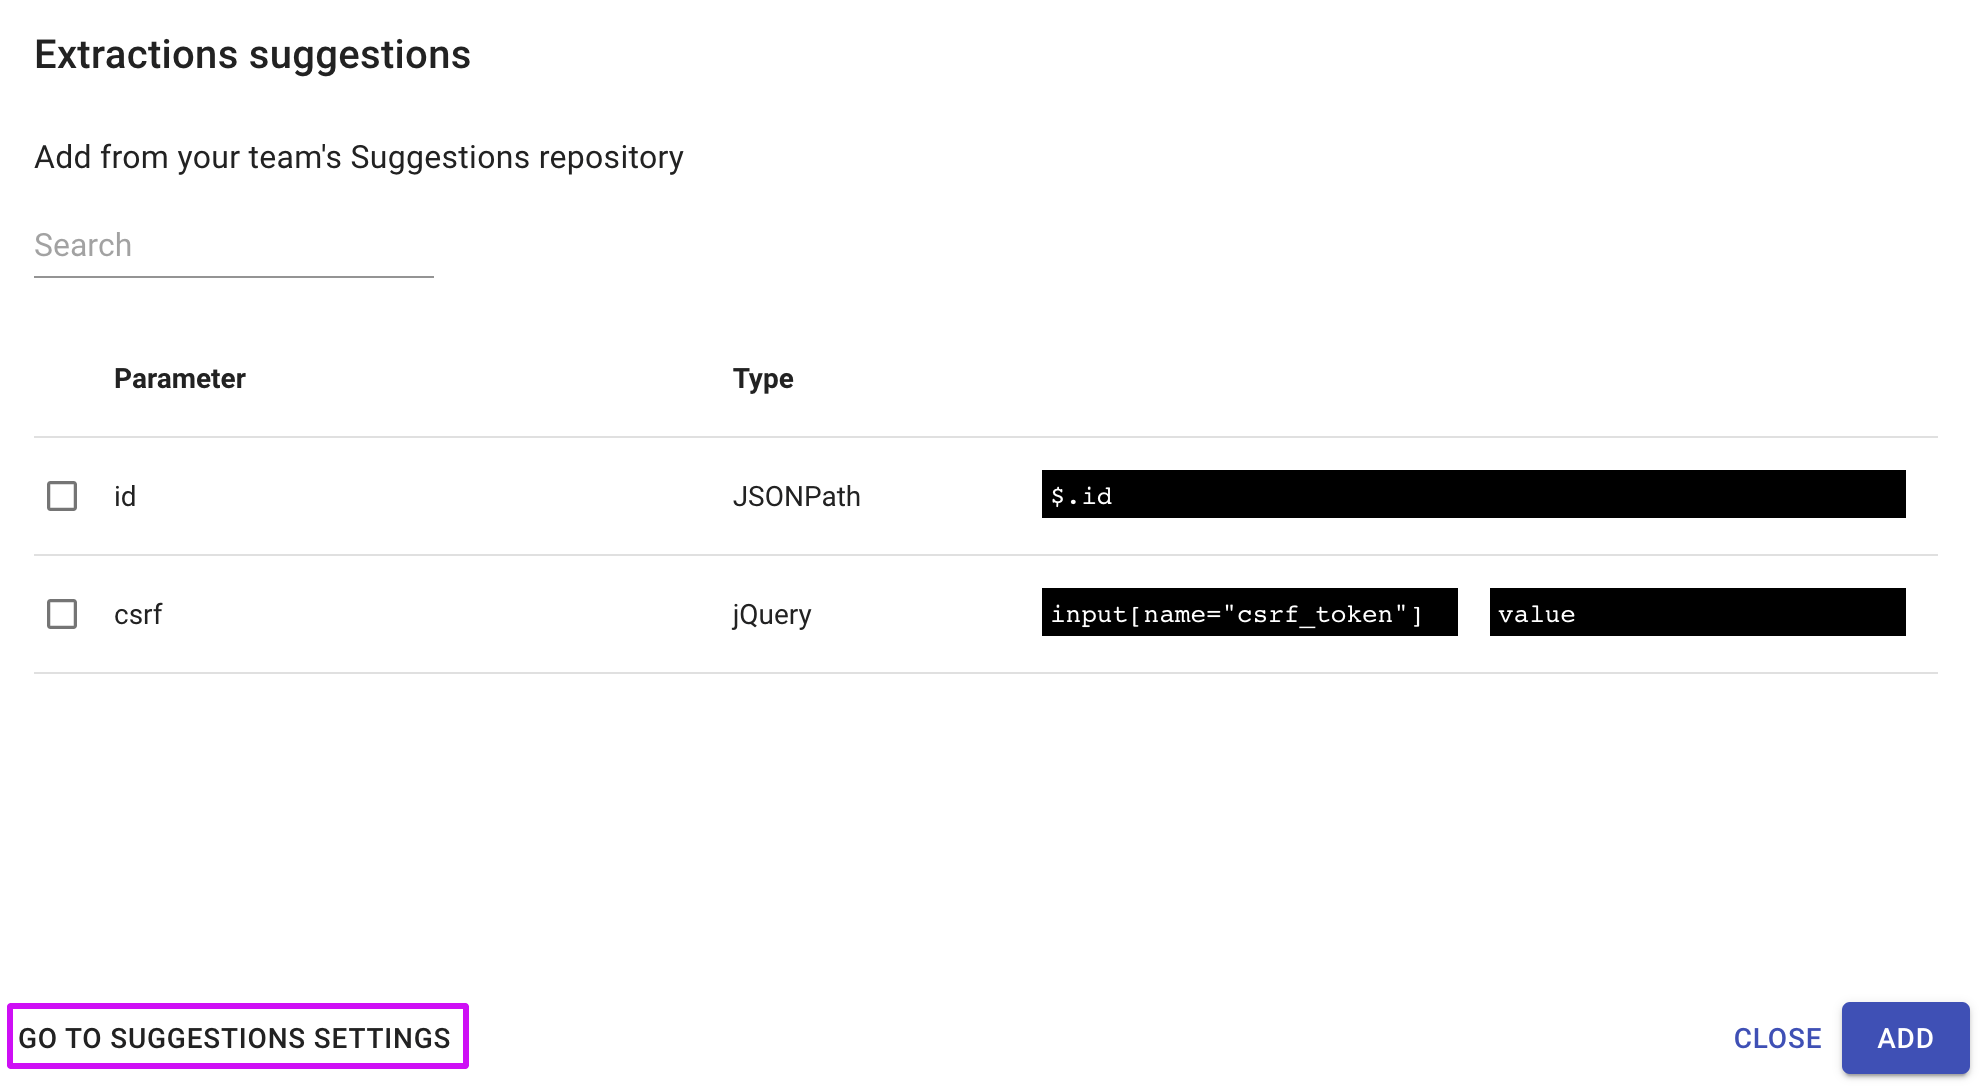 Extractions suggestions
Add from your team's Suggestions repository
Search
Parameter Type
id JSONPath $.id
csrf jQuery input[name="csrf_token"] value
GO TO SUGGESTIONS SETTINGS CLOSE ADD